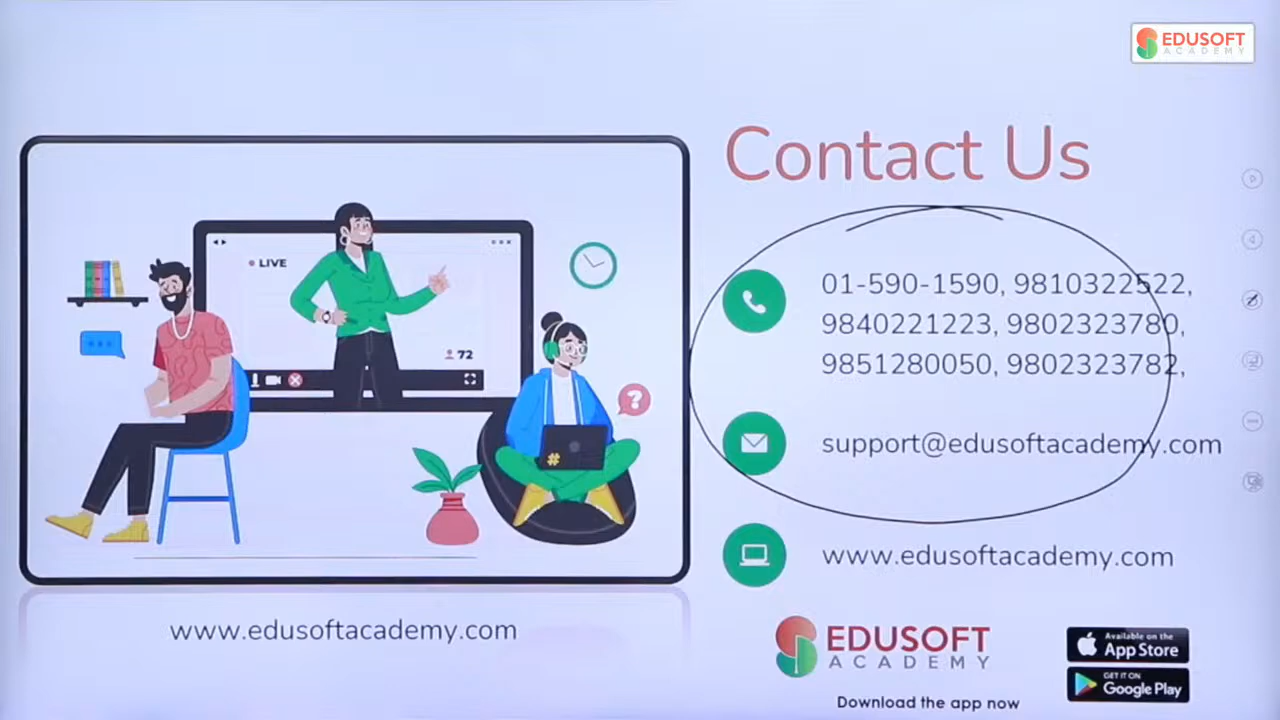 EDUSOFT
ACADEMY
Contact Us
LIVE
72
?
01-590-1590, 9810322522,
9840221223, 9802323780,
9851280050, 9802323782,
support@edusoftacademy.com
www.edusoftacademy.com
www.edusoftacademy.com
EDUSOFT
ACADEMY
Download the app now
Available on the
App Store
GET IT ON
Google Play